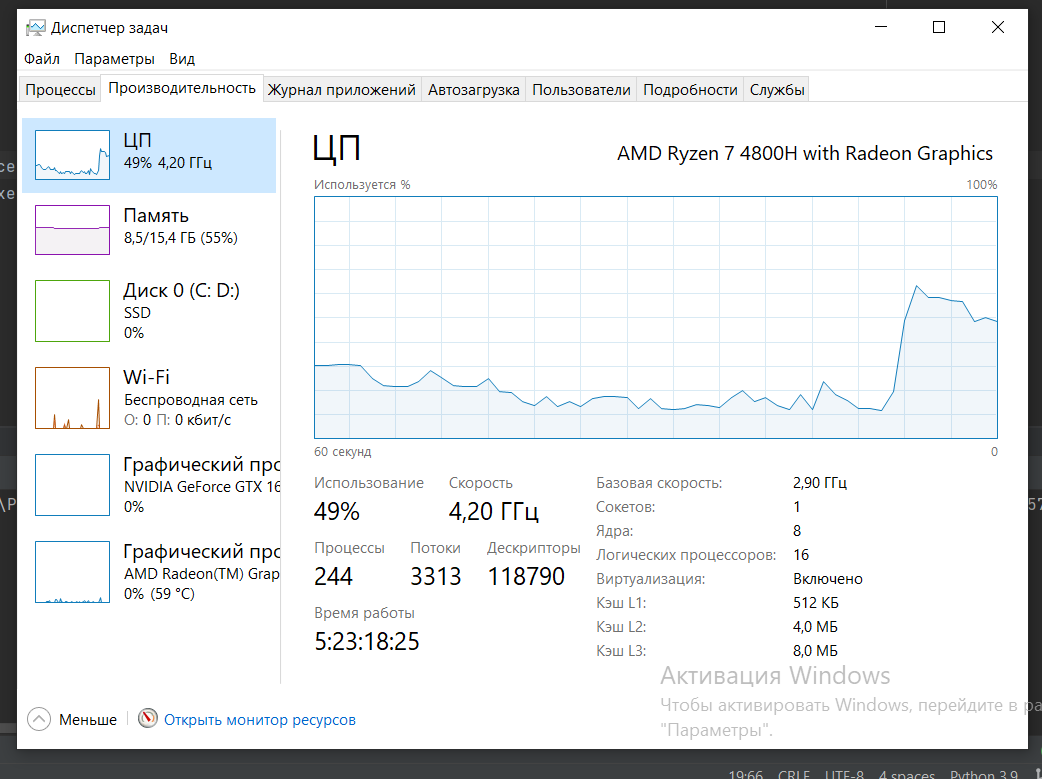 Диспетчер задач
Файл Параметры Вид
Процессы Производительность Журнал приложений Автозагрузка Пользователи Подробности Службы
ЦП
49% 4,20 ГГц
Память
8,5/15,4 ГБ (55%)
Диск 0 (C: D:)
SSD
0%
Wi-Fi
Беспроводная сеть
О: 0 П: 0 кбит/с
Графический про
NVIDIA GeForce GTX 16
0%
Графический про
AMD Radeon(TM) Grap
0% (59 °C)
ЦП
AMD Ryzen 7 4800H with Radeon Graphics
Используется % 100%
60 секунд 0
Использование Скорость
49% 4,20 ГГц
Процессы Потоки Дескрипторы
244 3313 118790
Время работы
5:23:18:25
Базовая скорость: 2,90 ГГц
Сокетов: 1
Ядра: 8
Логических процессоров: 16
Виртуализация: Включено
Кэш L1: 512 КБ
Кэш L2: 4,0 МБ
Кэш L3: 8,0 МБ
Активация Windows
Чтобы активировать Windows, перейдите в ра
"Параметры".
Меньше Открыть монитор ресурсов
ce
xe
\P
57
19:66 CRLF UTF-8 4 spaces Python 3.9